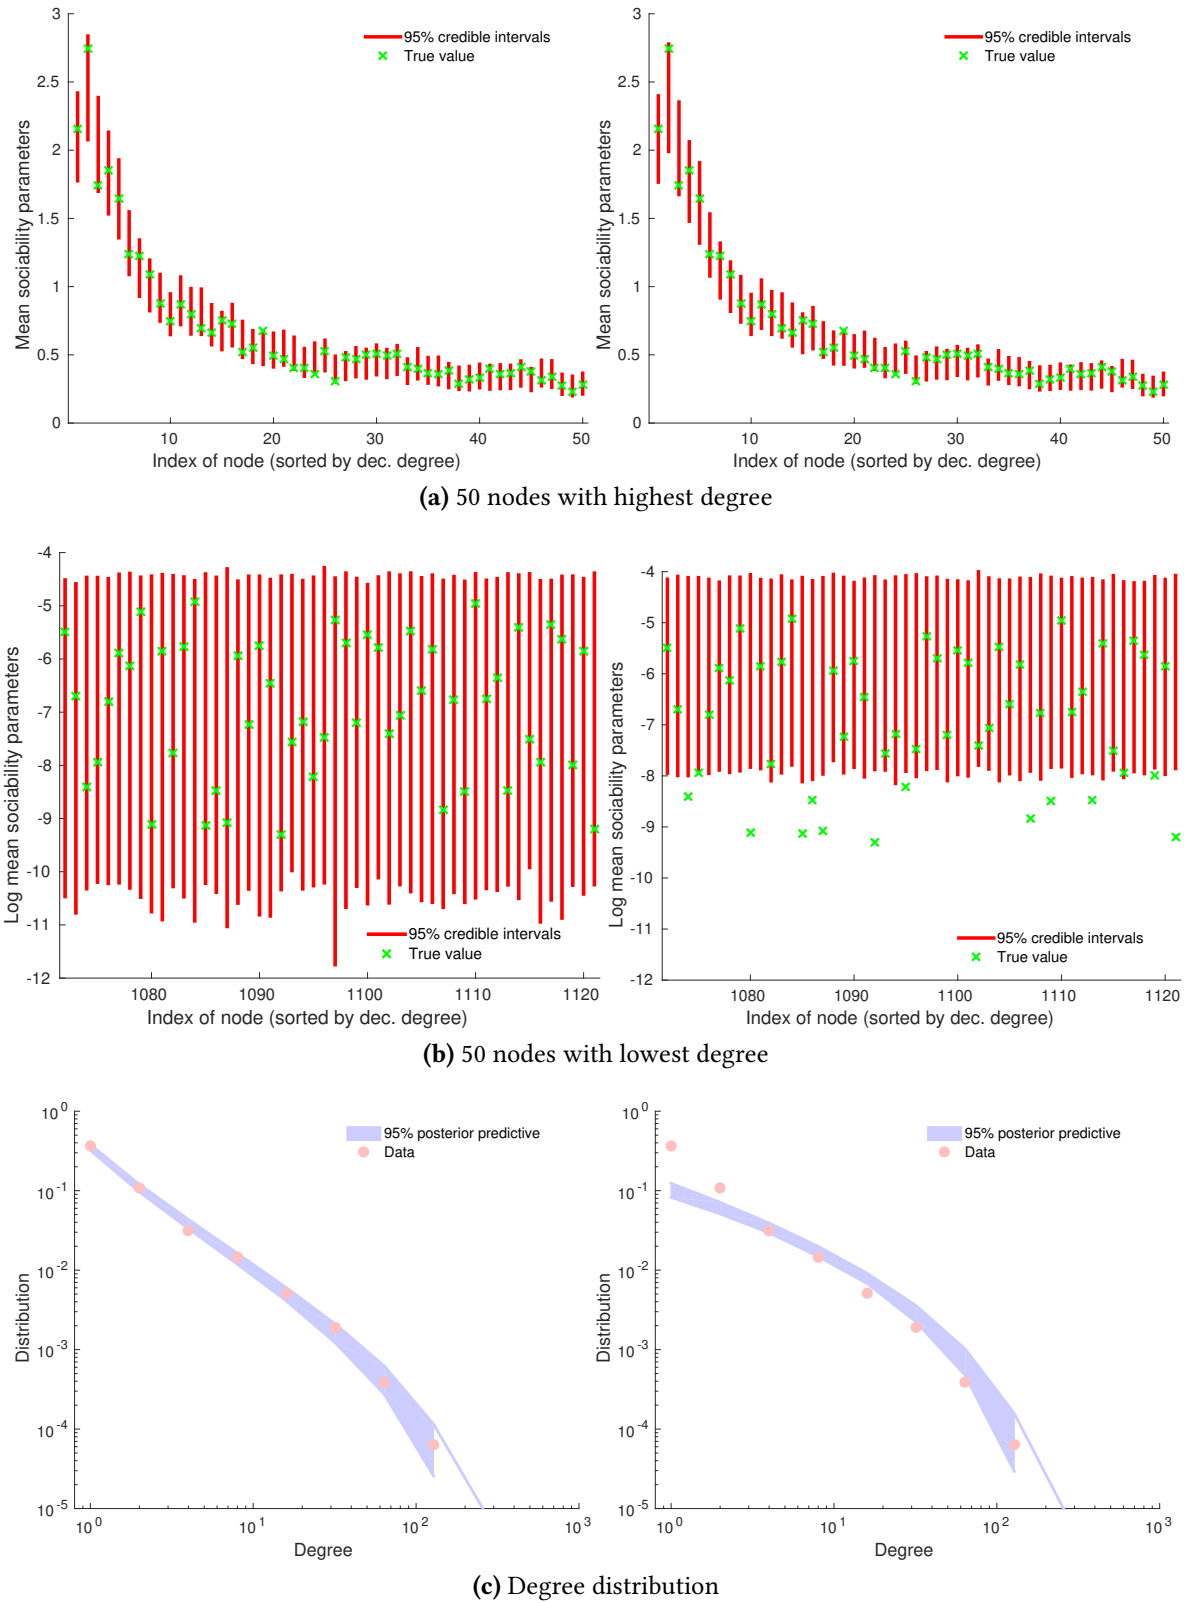 3
2.5
2
1.5
1
0.5
0
Mean sociability parameters
95% credible intervals
True value
10 20 30 40 50
Index of node (sorted by dec. degree)
3
2.5
2
1.5
1
0.5
0
Mean sociability parameters
95% credible intervals
True value
10 20 30 40 50
Index of node (sorted by dec. degree)
(a) 50 nodes with highest degree
-4
-5
-6
-7
-8
-9
-10
-11
-12
Log mean sociability parameters
95% credible intervals
True value
1080 1090 1100 1110 1120
Index of node (sorted by dec. degree)
-4
-5
-6
-7
-8
-9
-10
-11
-12
Log mean sociability parameters
95% credible intervals
True value
1080 1090 1100 1110 1120
Index of node (sorted by dec. degree)
(b) 50 nodes with lowest degree
10^0
10^-1
10^-2
10^-3
10^-4
10^-5
Distribution
95% posterior predictive
Data
10^0 10^1 10^2 10^3
Degree
10^0
10^-1
10^-2
10^-3
10^-4
10^-5
Distribution
95% posterior predictive
Data
10^0 10^1 10^2 10^3
Degree
(c) Degree distribution